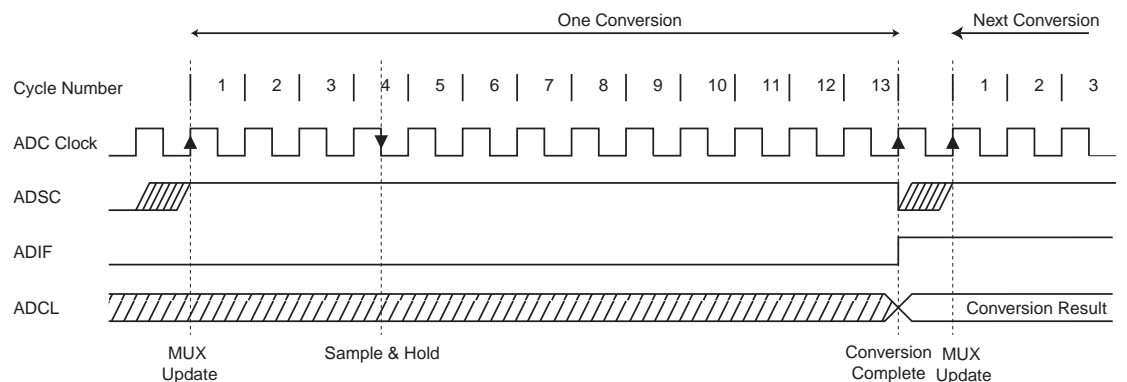 One Conversion
Next Conversion
Cycle Number 1 2 3 4 5 6 7 8 9 10 11 12 13 1 2 3
ADC Clock
ADSC
ADIF
ADCL
Conversion Result
MUX
Update
Sample & Hold
Conversion
Complete
MUX
Update